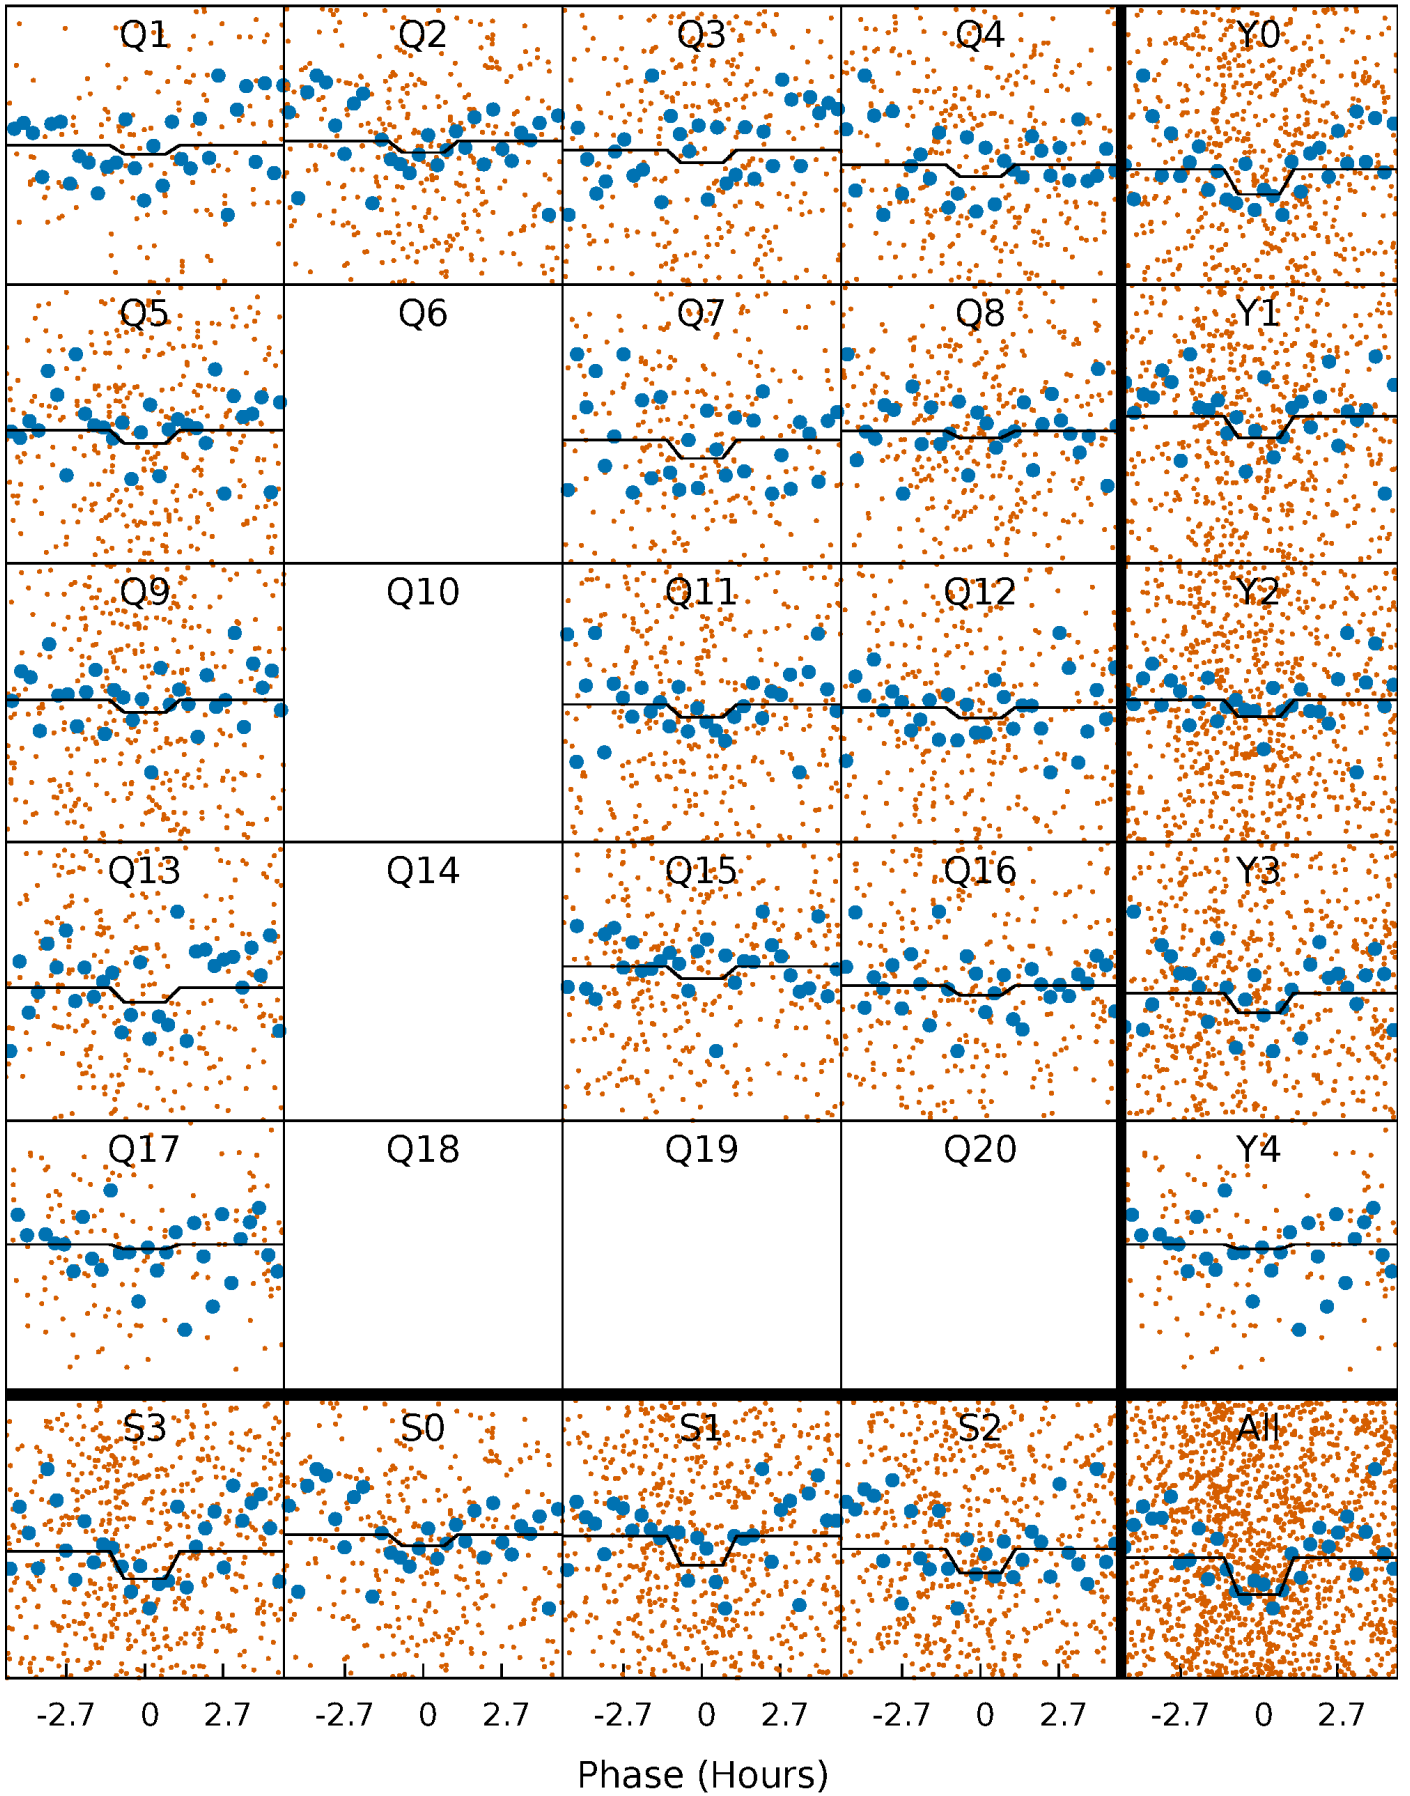 Q1 Q2 Q3 Q4 Y0
Q5 Q6 Q7 Q8 Y1
Q9 Q10 Q11 Q12 Y2
Q13 Q14 Q15 Q16 Y3
Q17 Q18 Q19 Q20 Y4
S3 S0 S1 S2 All
-2.7 0 2.7 -2.7 0 2.7 -2.7 0 2.7 -2.7 0 2.7 -2.7 0 2.7
Phase (Hours)